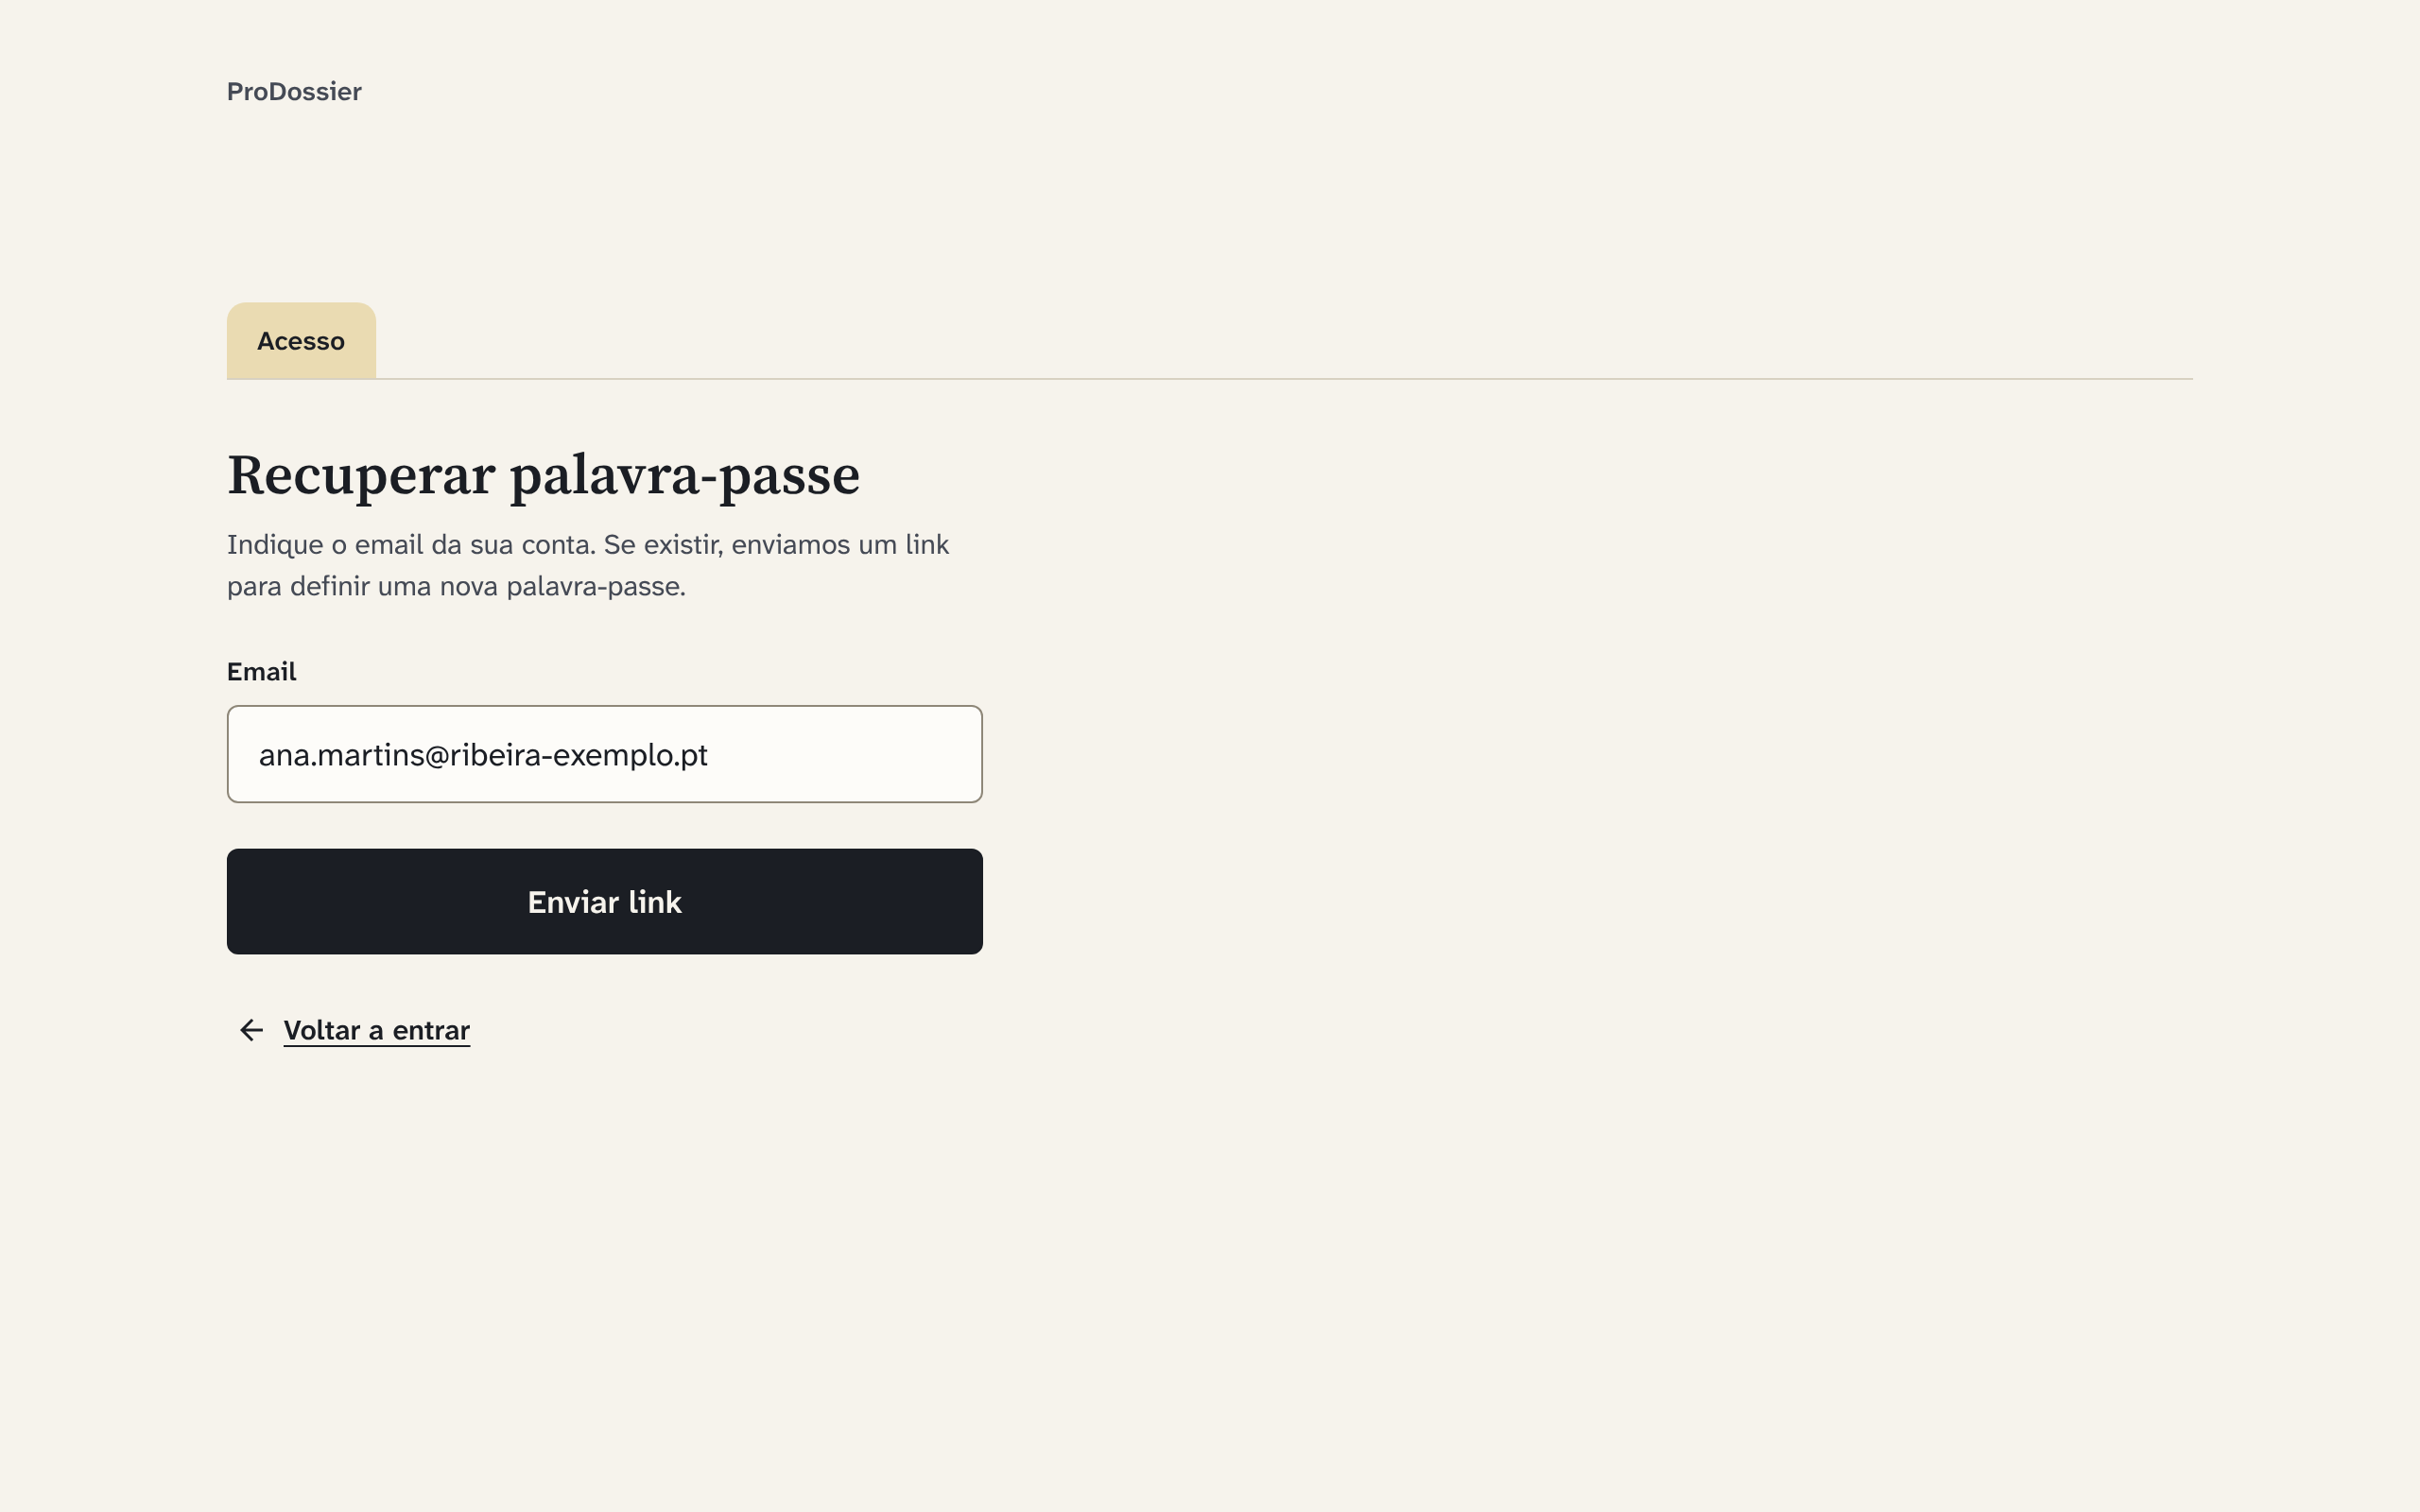 ProDossier
Acesso
Recuperar palavra-passe
Indique o email da sua conta. Se existir, enviamos um link
para definir uma nova palavra-passe.
Email
ana.martins@ribeira-exemplo.pt
Enviar link
Voltar a entrar